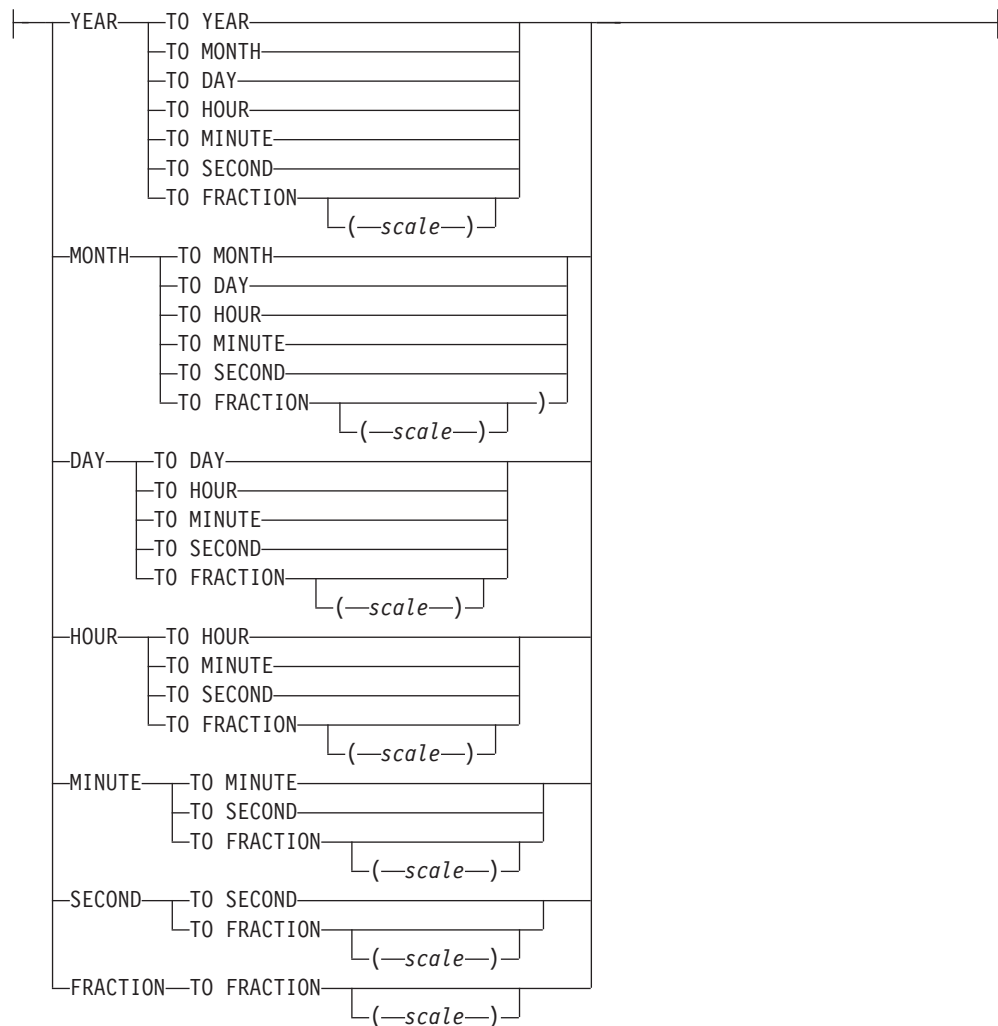 YEAR TO YEAR
TO MONTH
TO DAY
TO HOUR
TO MINUTE
TO SECOND
TO FRACTION
( scale )
MONTH TO MONTH
TO DAY
TO HOUR
TO MINUTE
TO SECOND
TO FRACTION )
( scale )
DAY TO DAY
TO HOUR
TO MINUTE
TO SECOND
TO FRACTION
( scale )
HOUR TO HOUR
TO MINUTE
TO SECOND
TO FRACTION
( scale )
MINUTE TO MINUTE
TO SECOND
TO FRACTION
( scale )
SECOND TO SECOND
TO FRACTION
( scale )
FRACTION TO FRACTION
( scale )